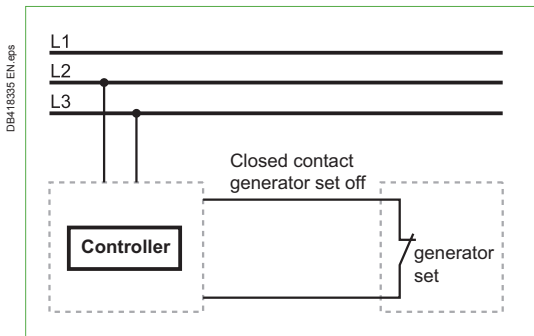 DB418335 EN.eps
L1
L2
L3
Closed contact
generator set off
Controller
generator
set